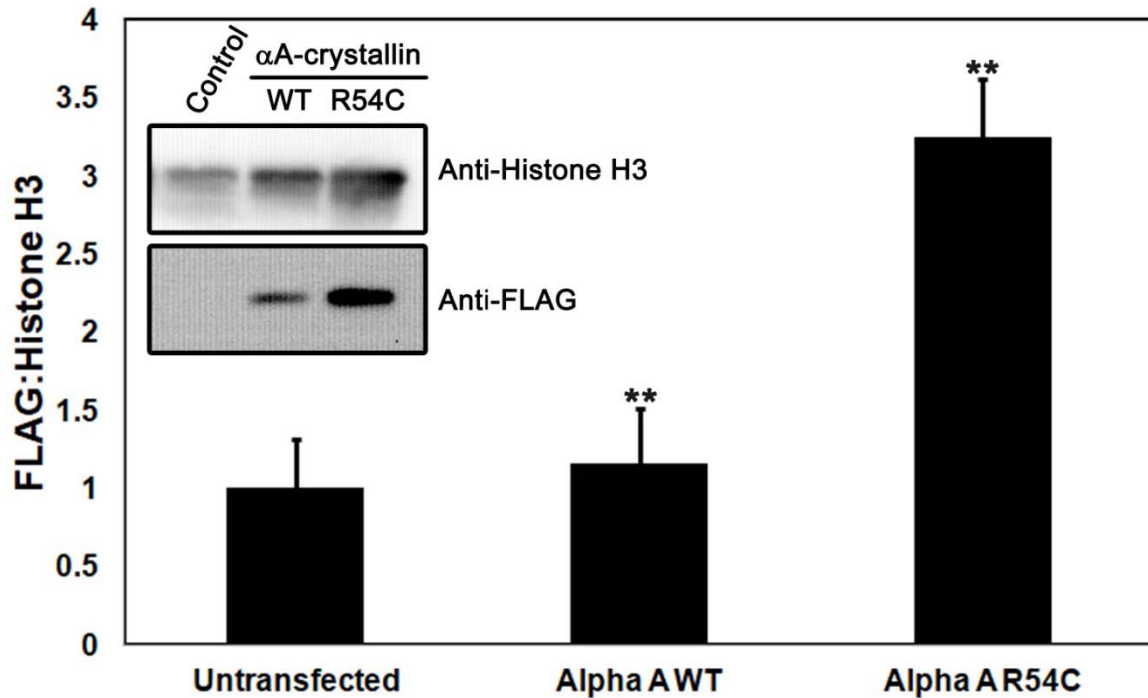 4
3.5
3
2.5
2
1.5
1
0.5
0
FLAG:Histone H3
Control
αA-crystallin
WT R54C
Anti-Histone H3
Anti-FLAG
**
**
Untransfected Alpha A WT Alpha A R54C